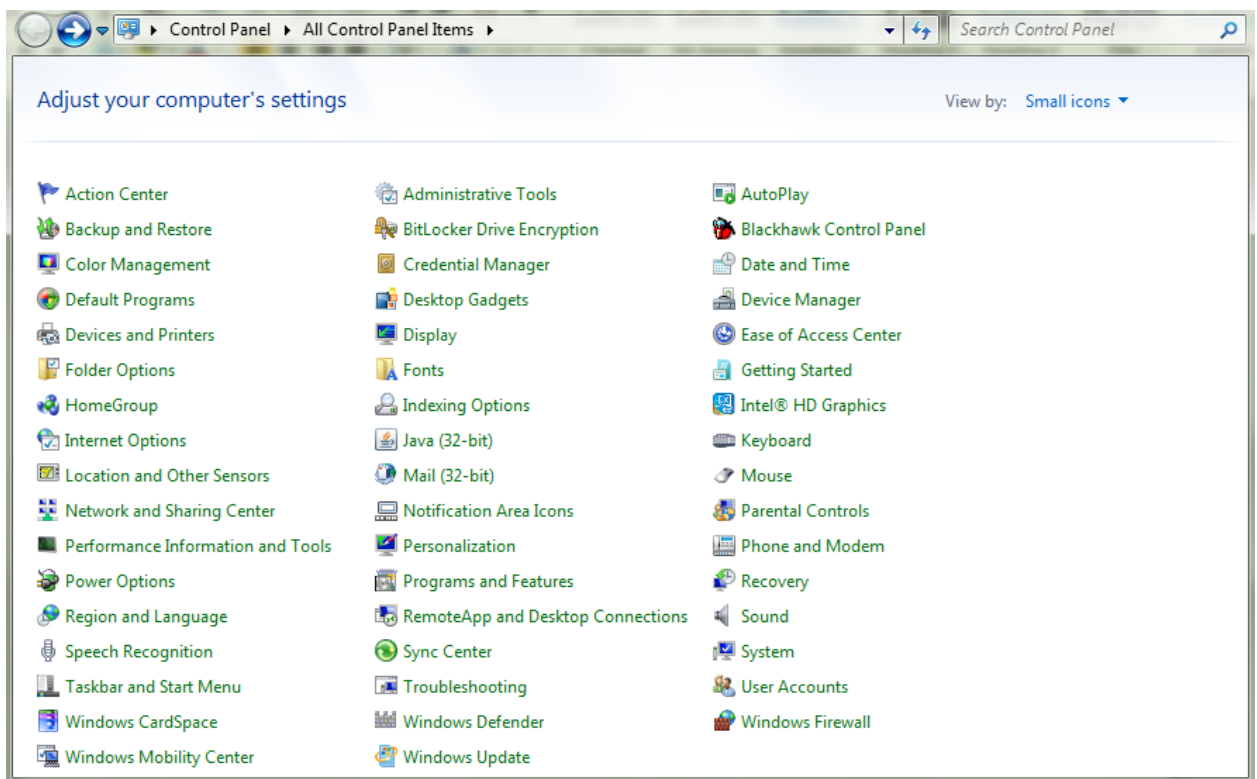 Control Panel All Control Panel Items Search Control Panel
Adjust your computer's settings View by: Small icons
Action Center Administrative Tools AutoPlay
Backup and Restore BitLocker Drive Encryption Blackhawk Control Panel
Color Management Credential Manager Date and Time
Default Programs Desktop Gadgets Device Manager
Devices and Printers Display Ease of Access Center
Folder Options Fonts Getting Started
HomeGroup Indexing Options Intel® HD Graphics
Internet Options Java (32-bit) Keyboard
Location and Other Sensors Mail (32-bit) Mouse
Network and Sharing Center Notification Area Icons Parental Controls
Performance Information and Tools Personalization Phone and Modem
Power Options Programs and Features Recovery
Region and Language RemoteApp and Desktop Connections Sound
Speech Recognition Sync Center System
Taskbar and Start Menu Troubleshooting User Accounts
Windows CardSpace Windows Defender Windows Firewall
Windows Mobility Center Windows Update